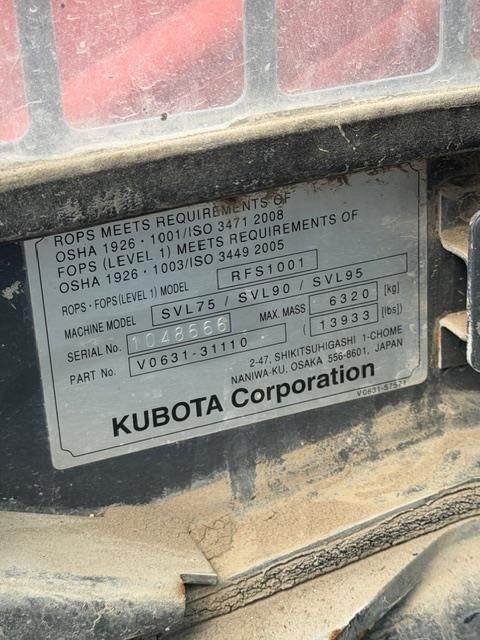 ROPS MEETS REQUIREMENTS OF
OSHA 1926・1001/ISO 3471 2008
FOPS (LEVEL 1) MEETS REQUIREMENTS OF
OSHA 1926・1003/ISO 3449 2005
ROPS・FOPS(LEVEL 1) MODEL RFS1001
MACHINE MODEL SVL75 / SVL90 / SVL95
SERIAL No. 1048566 MAX. MASS 6320 [kg]
PART No. V0631-31110 ( 13933 [lbs])
2-47, SHIKITSUHIGASHI 1-CHOME
NANIWA-KU, OSAKA 556-8601, JAPAN
KUBOTA Corporation